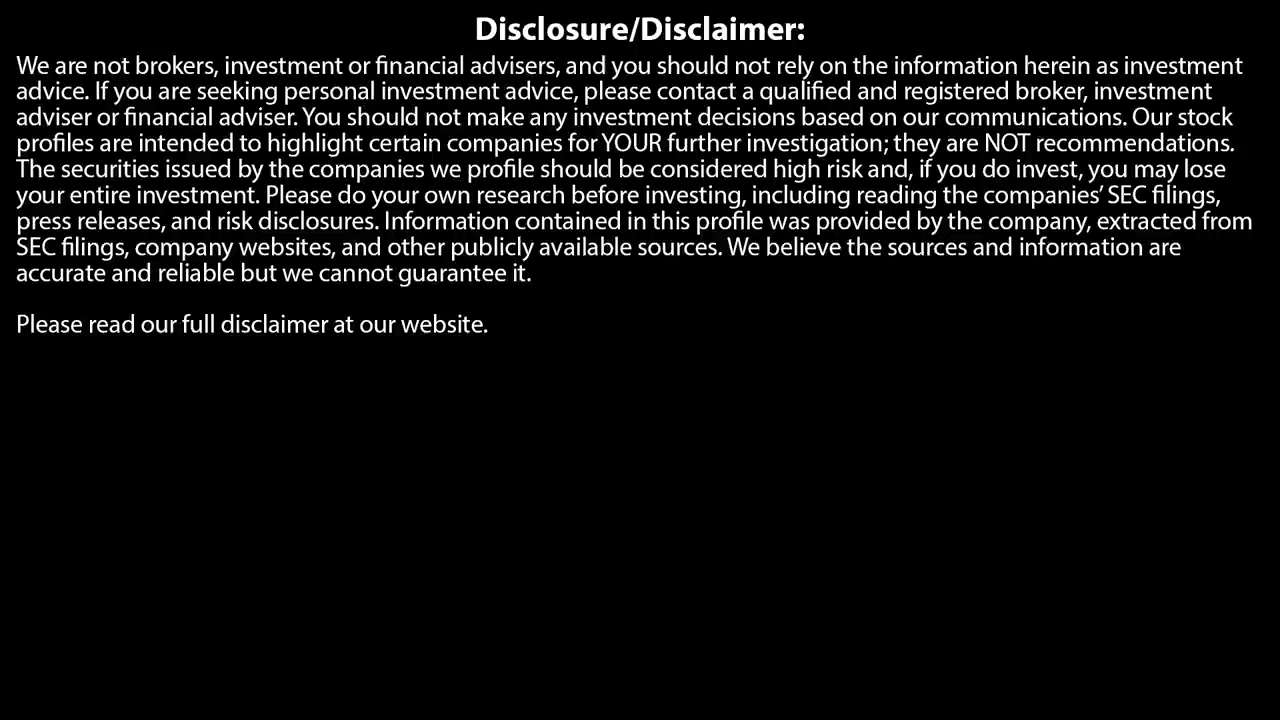 Disclosure/Disclaimer:
We are not brokers, investment or financial advisers, and you should not rely on the information herein as investment
advice. If you are seeking personal investment advice, please contact a qualified and registered broker, investment
adviser or financial adviser. You should not make any investment decisions based on our communications. Our stock
profiles are intended to highlight certain companies for YOUR further investigation; they are NOT recommendations.
The securities issued by the companies we profile should be considered high risk and, if you do invest, you may lose
your entire investment. Please do your own research before investing, including reading the companies’ SEC filings,
press releases, and risk disclosures. Information contained in this profile was provided by the company, extracted from
SEC filings, company websites, and other publicly available sources. We believe the sources and information are
accurate and reliable but we cannot guarantee it.
Please read our full disclaimer at our website.